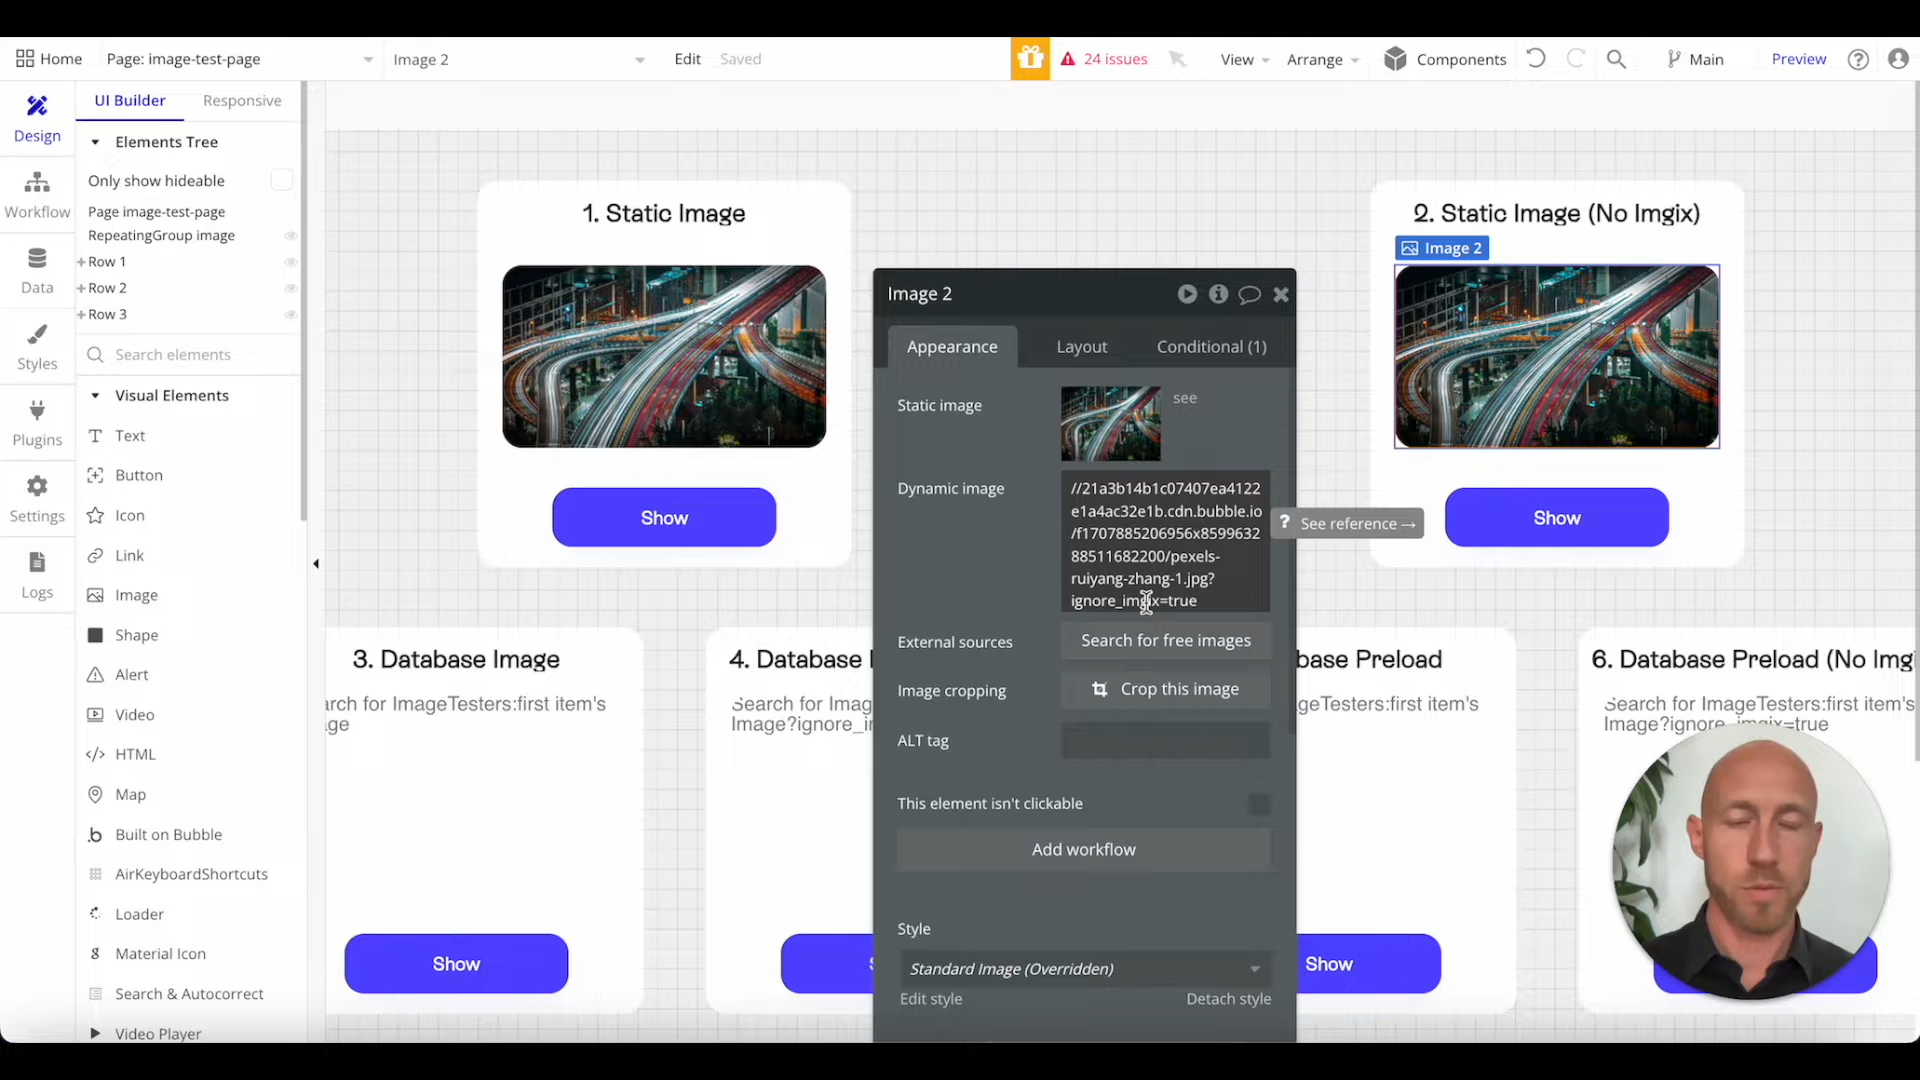 Home
Page: image-test-page
Image 2
Edit
Saved
24 issues
View
Arrange
Components
Main
Preview
UI Builder
Responsive
Design
Workflow
Data
Styles
Plugins
Settings
Logs
Elements Tree
Only show hideable
Page image-test-page
RepeatingGroup image
Row 1
Row 2
Row 3
Search elements
Visual Elements
Text
Button
Icon
Link
Image
Shape
Alert
Video
HTML
Map
Built on Bubble
AirKeyboardShortcuts
Loader
Material Icon
Search & Autocorrect
Video Player
1. Static Image
Show
2. Static Image (No Imgix)
Image 2
Show
Image 2
Appearance
Layout
Conditional (1)
Static image
see
Dynamic image
//21a3b14b1c07407ea4122
e1a4ac32e1b.cdn.bubble.io
/f1707885206956x8599632
88511682200/pexels-
ruiyang-zhang-1.jpg?
ignore_imgix=true
? See reference →
External sources
Search for free images
Image cropping
Crop this image
ALT tag
This element isn't clickable
Add workflow
Style
Standard Image (Overridden)
Edit style
Detach style
3. Database Image
rch for ImageTesters:first item's
ge
Show
4. Database
Search for ImageT
Image?ignore_i
base Preload
geTesters:first item's
Show
6. Database Preload (No Imgi
Search for ImageTesters:first item's
Image?ignore_imgix=true